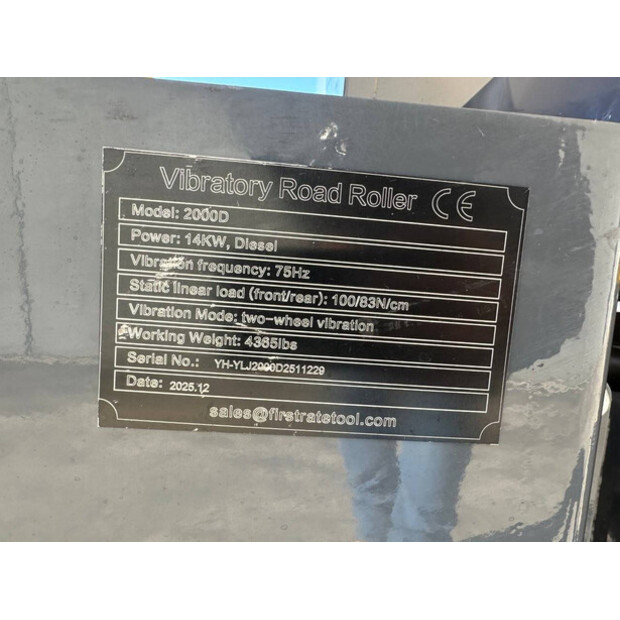 Vibratory Road Roller CE
Model: 2000D
Power: 14KW, Diesel
Vibration frequency: 75Hz
Static linear load (front/rear): 100/83N/cm
Vibration Mode: two-wheel vibration
Working Weight: 4365lbs
Serial No.: YH-YLJ2000D2511229
Date: 2025.12
sales@firstratetool.com